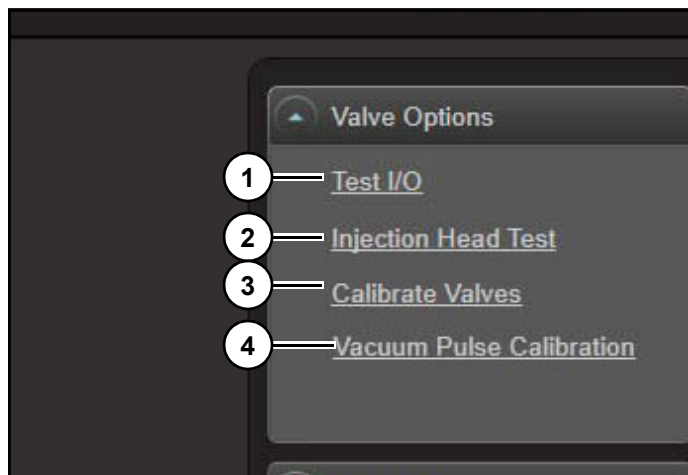 Valve Options
1 Test I/O
2 Injection Head Test
3 Calibrate Valves
4 Vacuum Pulse Calibration